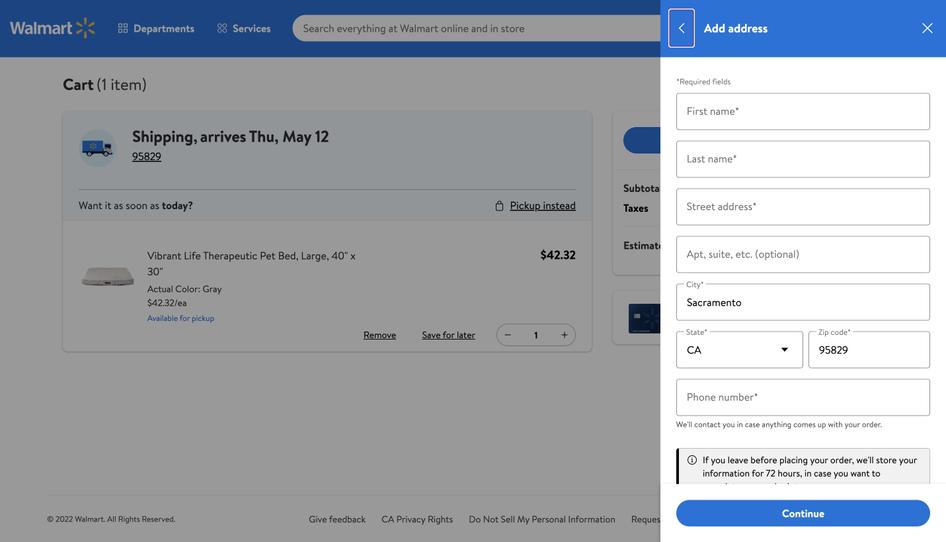 Walmart
Departments
Services
Search everything at Walmart online and in store
Add address
Cart (1 item)
*Required fields
First name*
Last name*
Street address*
Apt, suite, etc. (optional)
City*
Sacramento
State*
CA
Zip code*
95829
Phone number*
We'll contact you in case anything comes up with your order.
If you leave before placing your order, we'll store your
information for 72 hours, in case you want to
Continue
Shipping, arrives Thu, May 12
95829
Want it as soon as today?
Pickup instead
Vibrant Life Therapeutic Pet Bed, Large, 40" x
30"
$42.32
Actual Color: Gray
$42.32/ea
Available for pickup
Remove
Save for later
1
Taxes
© 2022 Walmart. All Rights Reserved.
Give feedback
CA Privacy Rights
Do Not Sell My Personal Information